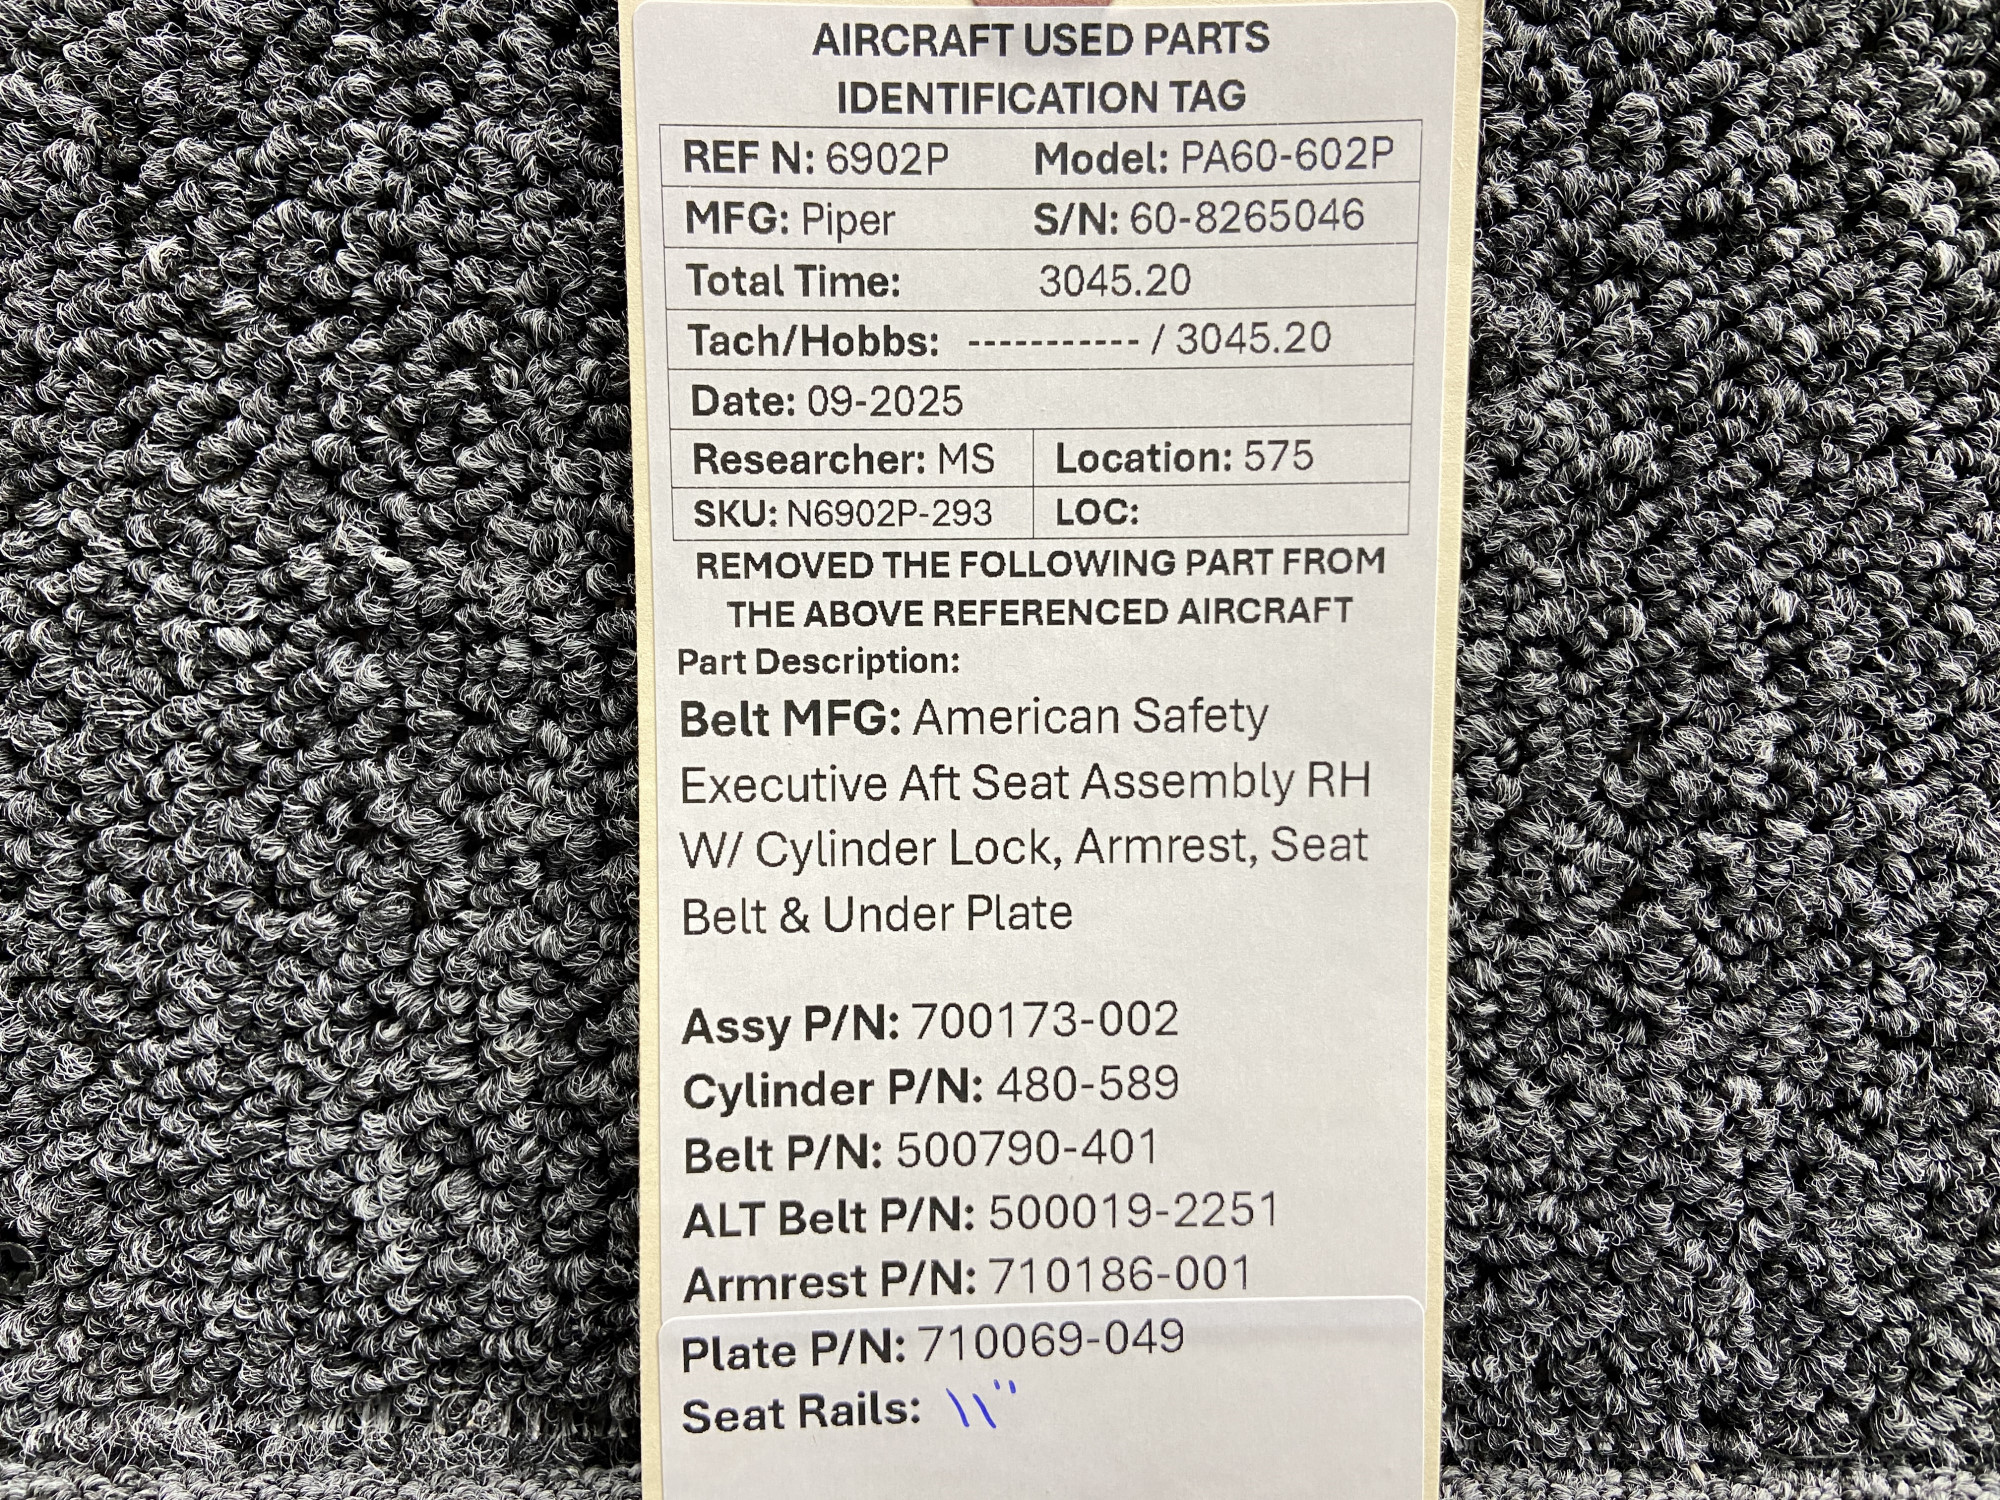 AIRCRAFT USED PARTS
IDENTIFICATION TAG
REF N: 6902P Model: PA60-602P
MFG: Piper S/N: 60-8265046
Total Time: 3045.20
Tach/Hobbs: ----------- / 3045.20
Date: 09-2025
Researcher: MS Location: 575
SKU: N6902P-293 LOC:
REMOVED THE FOLLOWING PART FROM
THE ABOVE REFERENCED AIRCRAFT
Part Description:
Belt MFG: American Safety
Executive Aft Seat Assembly RH
W/ Cylinder Lock, Armrest, Seat
Belt & Under Plate
Assy P/N: 700173-002
Cylinder P/N: 480-589
Belt P/N: 500790-401
ALT Belt P/N: 500019-2251
Armrest P/N: 710186-001
Plate P/N: 710069-049
Seat Rails: 11"